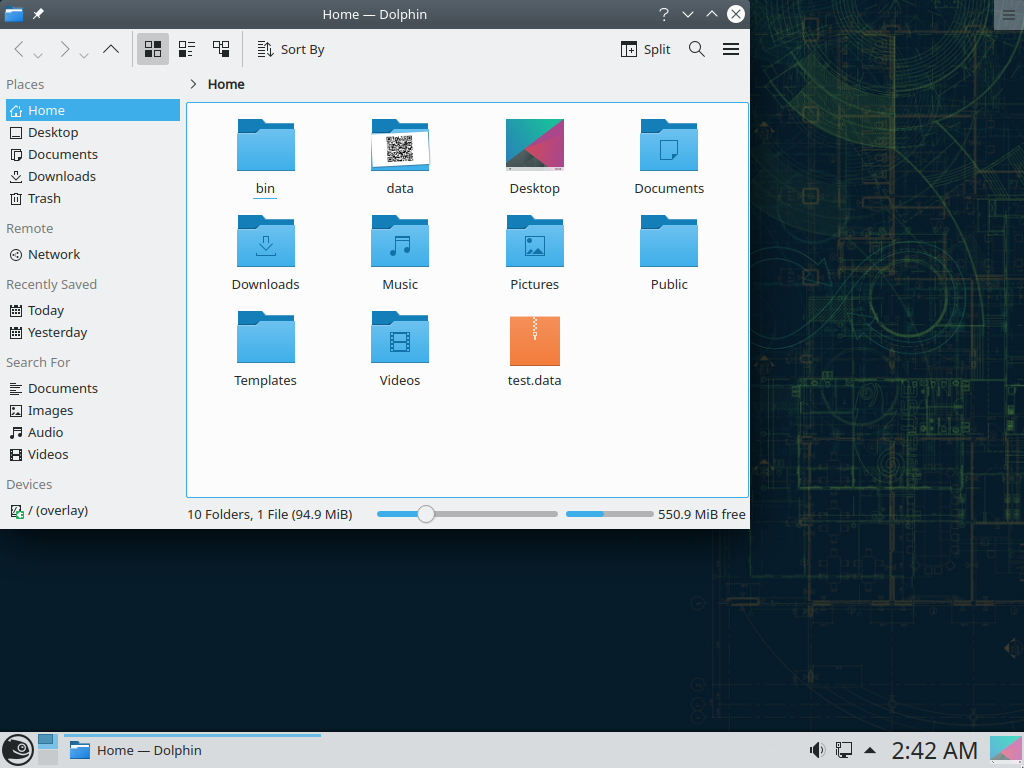 Home — Dolphin
Sort By
Split
Places
Home
Home
Desktop
Documents
Downloads
Trash
Remote
Network
Recently Saved
Today
Yesterday
Search For
Documents
Images
Audio
Videos
Devices
/ (overlay)
bin
data
Desktop
Documents
Downloads
Music
Pictures
Public
Templates
Videos
test.data
10 Folders, 1 File (94.9 MiB)
550.9 MiB free
Home — Dolphin
2:42 AM